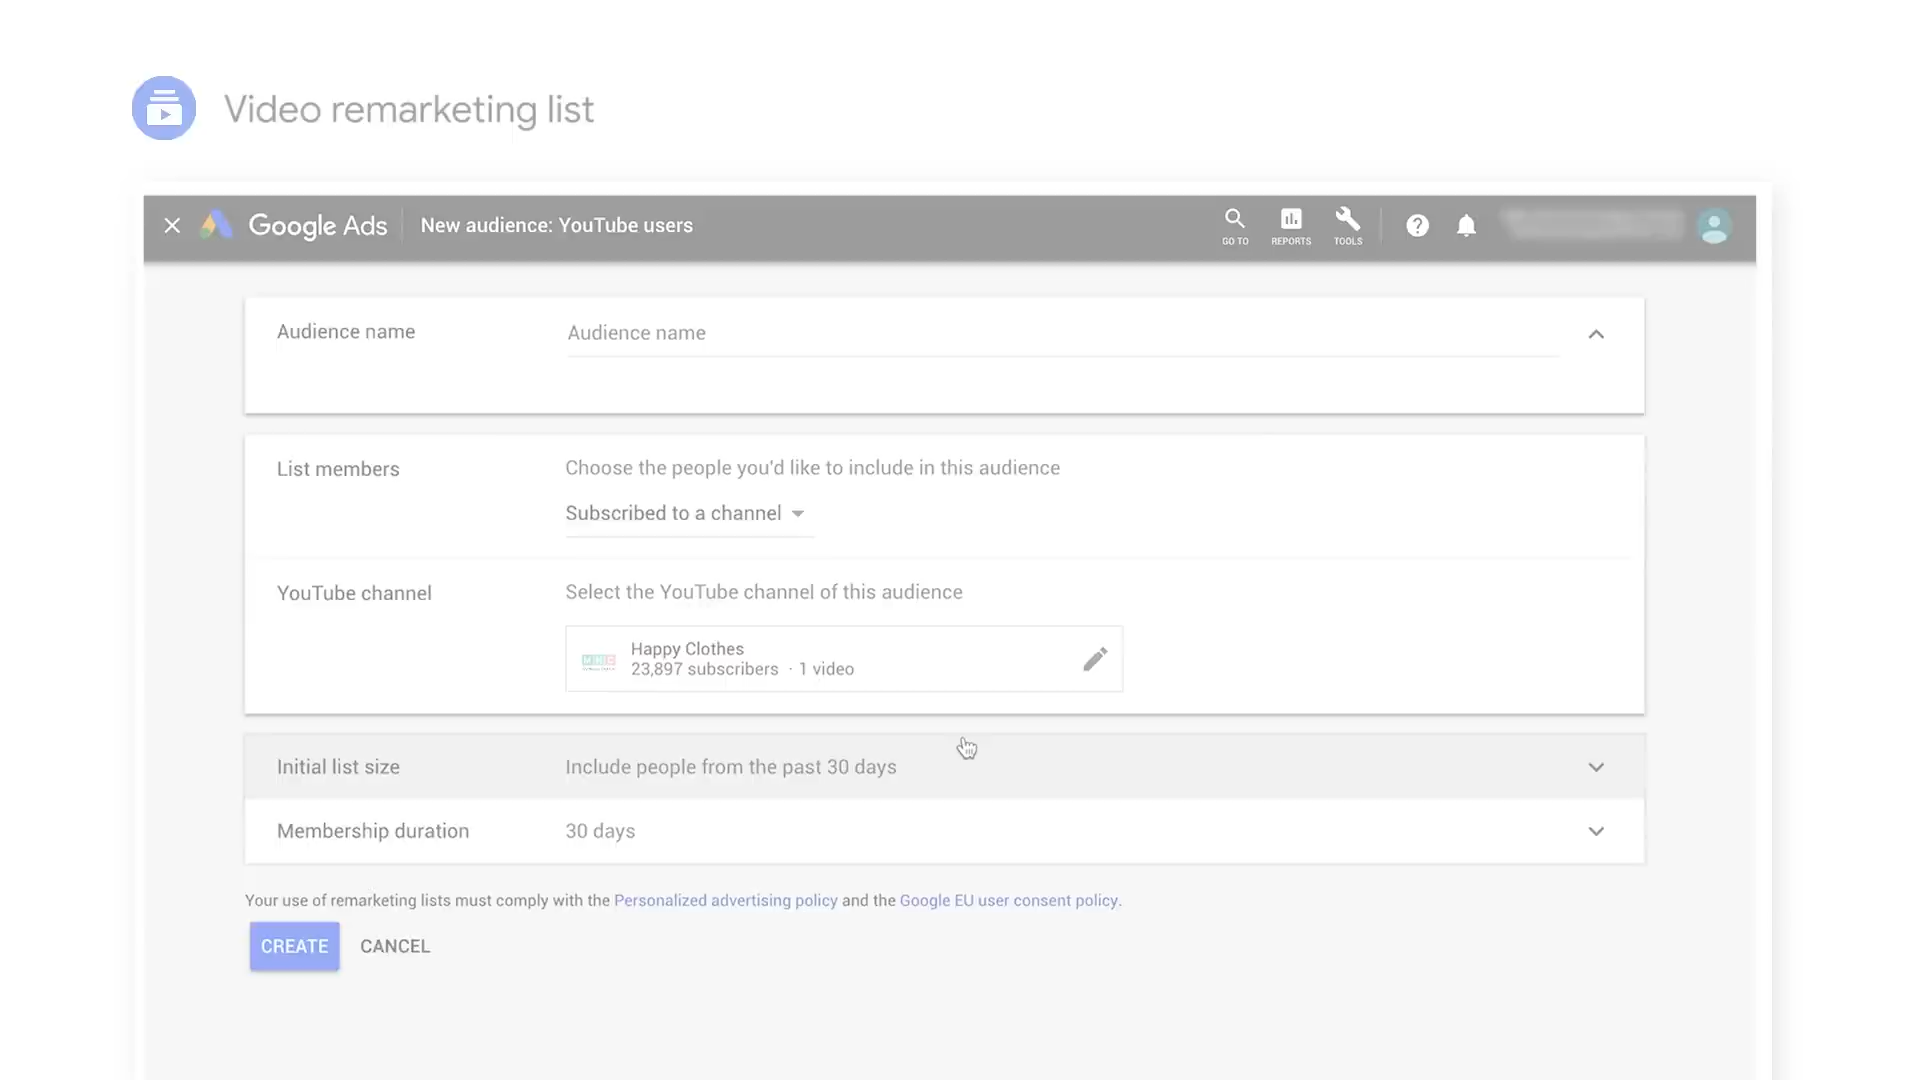 Video remarketing list
Google Ads
New audience: YouTube users
GO TO
REPORTS
TOOLS
Audience name
Audience name
List members
Choose the people you'd like to include in this audience
Subscribed to a channel
YouTube channel
Select the YouTube channel of this audience
Happy Clothes
23,897 subscribers · 1 video
Initial list size
Include people from the past 30 days
Membership duration
30 days
Your use of remarketing lists must comply with the Personalized advertising policy and the Google EU user consent policy.
CREATE
CANCEL